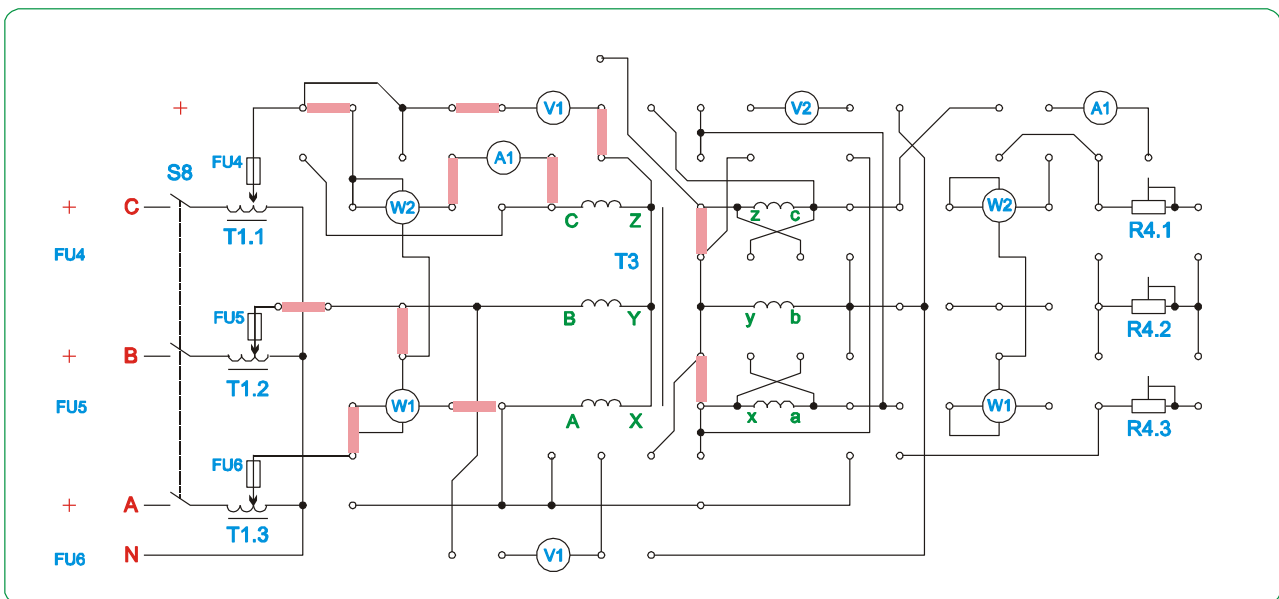 + V1 V2 A1
FU4 A1
S8
+ C W2 C Z z c W2
T1.1 R4.1
FU4 T3
FU5 B Y y b
R4.2
+ B
T1.2
FU5 W1 x a W1
A X R4.3
FU6
+ A
T1.3
FU6 N V1